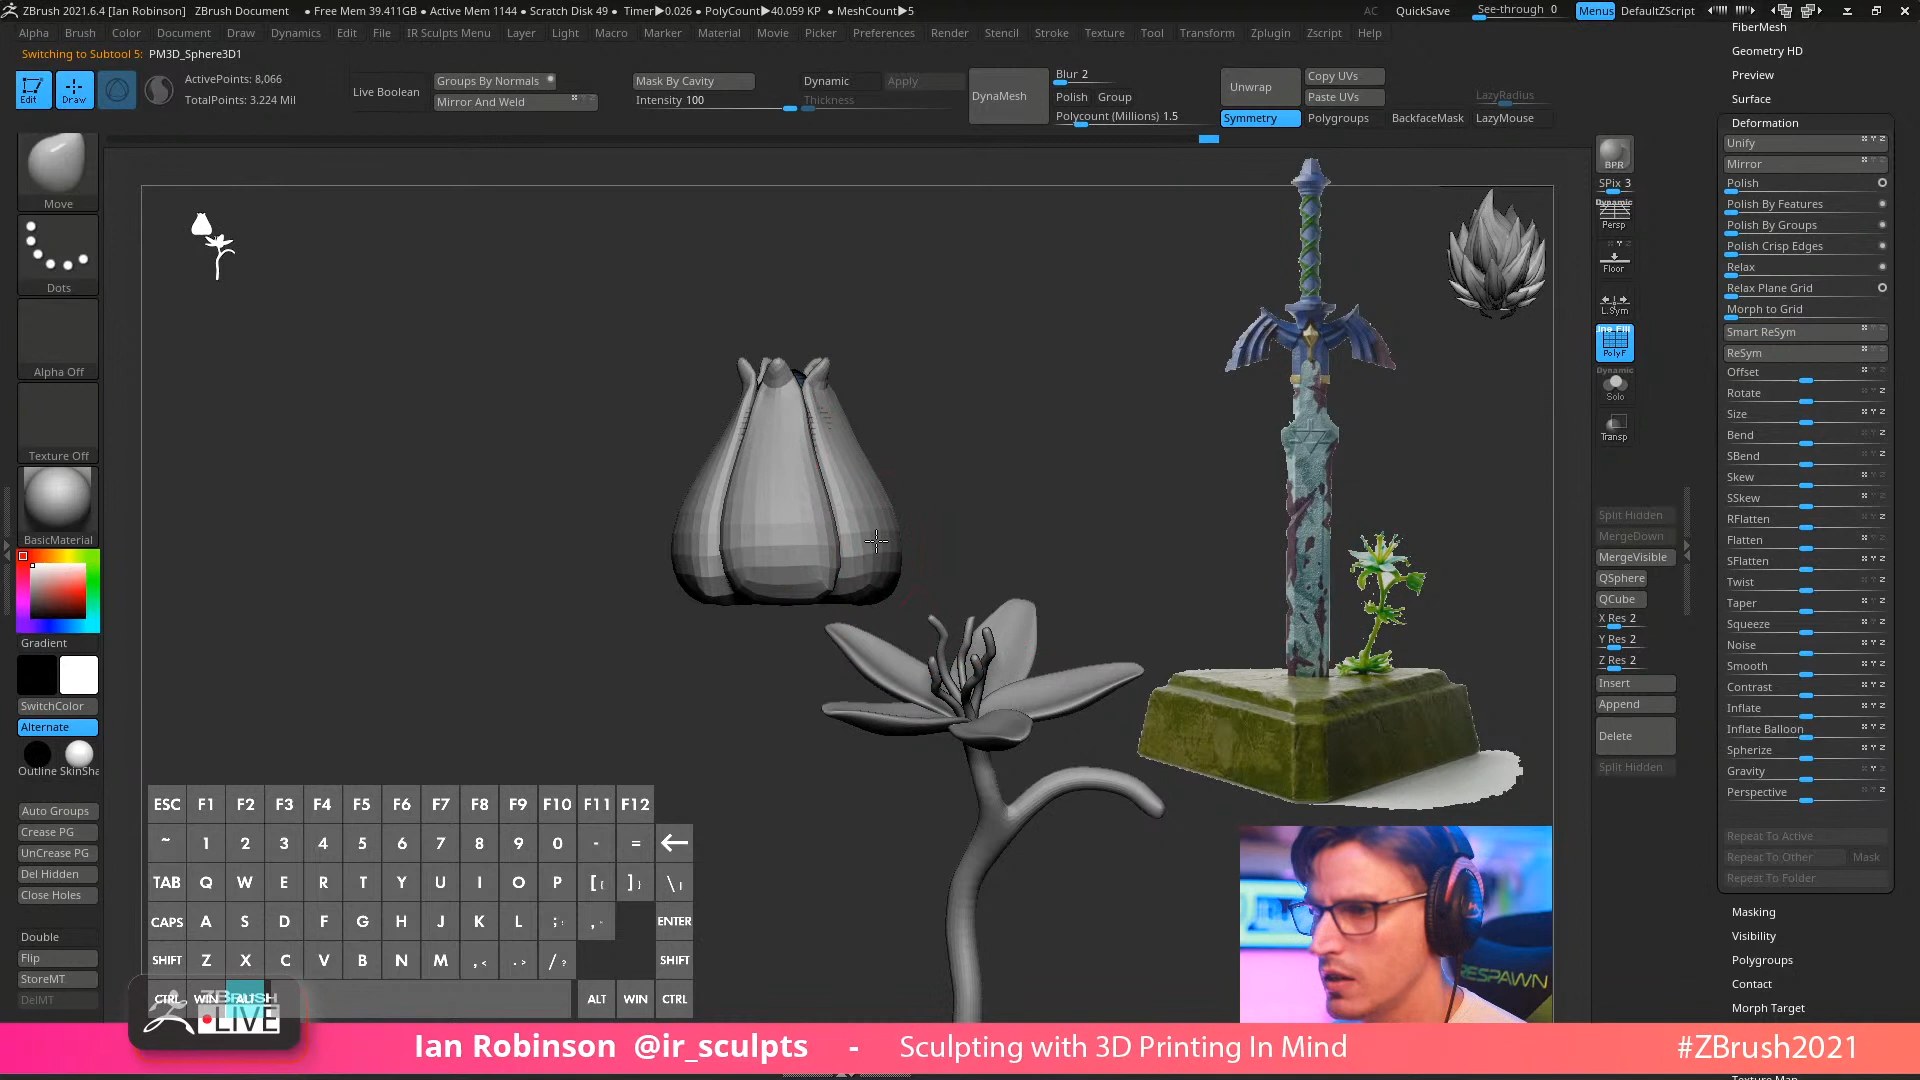 ZBrush 2021.6.4 [Ian Robinson] ZBrush Document • Free Mem 39.411GB • Active Mem 1144 • Scratch Disk 49 • Timer▶0.026 • PolyCount▶40.059 KP • MeshCount▶5 AC QuickSave See-through 0 Menus DefaultZScript
Alpha Brush Color Document Draw Dynamics Edit File IR Sculpts Menu Layer Light Macro Marker Material Movie Picker Preferences Render Stencil Stroke Texture Tool Transform Zplugin Zscript Help
Switching to Subtool 5: PM3D_Sphere3D1
Edit
Draw
ActivePoints: 8,066
TotalPoints: 3.224 Mil
Live Boolean
Groups By Normals
Mirror And Weld
Mask By Cavity
Intensity 100
Dynamic Apply
Thickness
DynaMesh
Blur 2
Polish Group
Polycount (Millions) 1.5
Unwrap
Symmetry
Copy UVs
Paste UVs
Polygroups
BackfaceMask
LazyRadius
LazyMouse
Move
Dots
Alpha Off
Texture Off
BasicMaterial
Gradient
SwitchColor
Alternate
Outline SkinSha
Auto Groups
Crease PG
UnCrease PG
Del Hidden
Close Holes
Double
Flip
StoreMT
DelMT
BPR
SPix 3
Dynamic
Persp
Floor
L.Sym
Line Fill
PolyF
Dynamic
Solo
Transp
Split Hidden
MergeDown
MergeVisible
QSphere
QCube
X Res 2
Y Res 2
Z Res 2
Insert
Append
Delete
Split Hidden
FiberMesh
Geometry HD
Preview
Surface
Deformation
Unify
Mirror
Polish
Polish By Features
Polish By Groups
Polish Crisp Edges
Relax
Relax Plane Grid
Morph to Grid
Smart ReSym
ReSym
Offset
Rotate
Size
Bend
SBend
Skew
SSkew
RFlatten
Flatten
SFlatten
Twist
Taper
Squeeze
Noise
Smooth
Contrast
Inflate
Inflate Balloon
Spherize
Gravity
Perspective
Repeat To Active
Repeat To Other Mask
Repeat To Folder
Masking
Visibility
Polygroups
Contact
Morph Target
ESC F1 F2 F3 F4 F5 F6 F7 F8 F9 F10 F11 F12
~ 1 2 3 4 5 6 7 8 9 0 - = ←
TAB Q W E R T Y U I O P [ { ] } \ |
CAPS A S D F G H J K L ; : , " ENTER
SHIFT Z X C V B N M , < . > / ? SHIFT
CTRL WIN ALT ALT WIN CTRL
ZBRUSH
LIVE
RESPAWN
Ian Robinson @ir_sculpts - Sculpting with 3D Printing In Mind #ZBrush2021